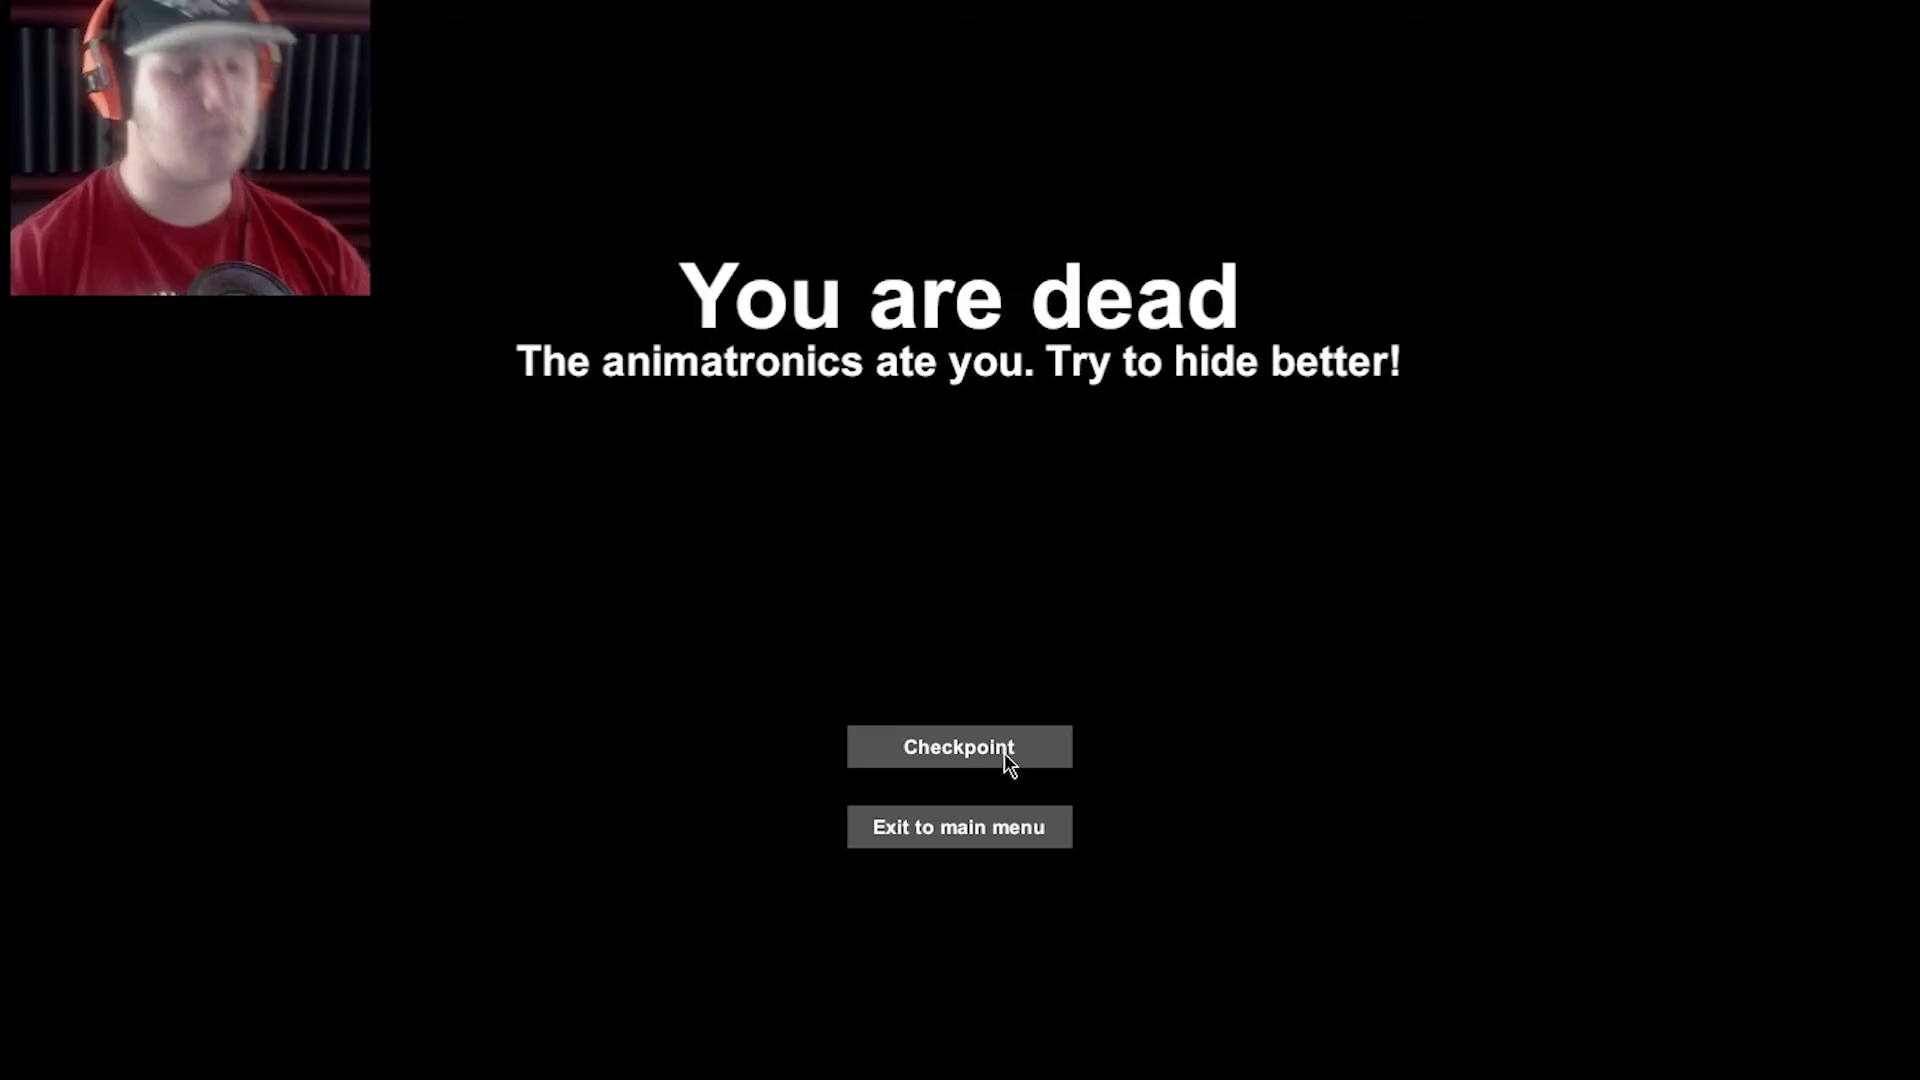 You are dead
The animatronics ate you. Try to hide better!
Checkpoint
Exit to main menu